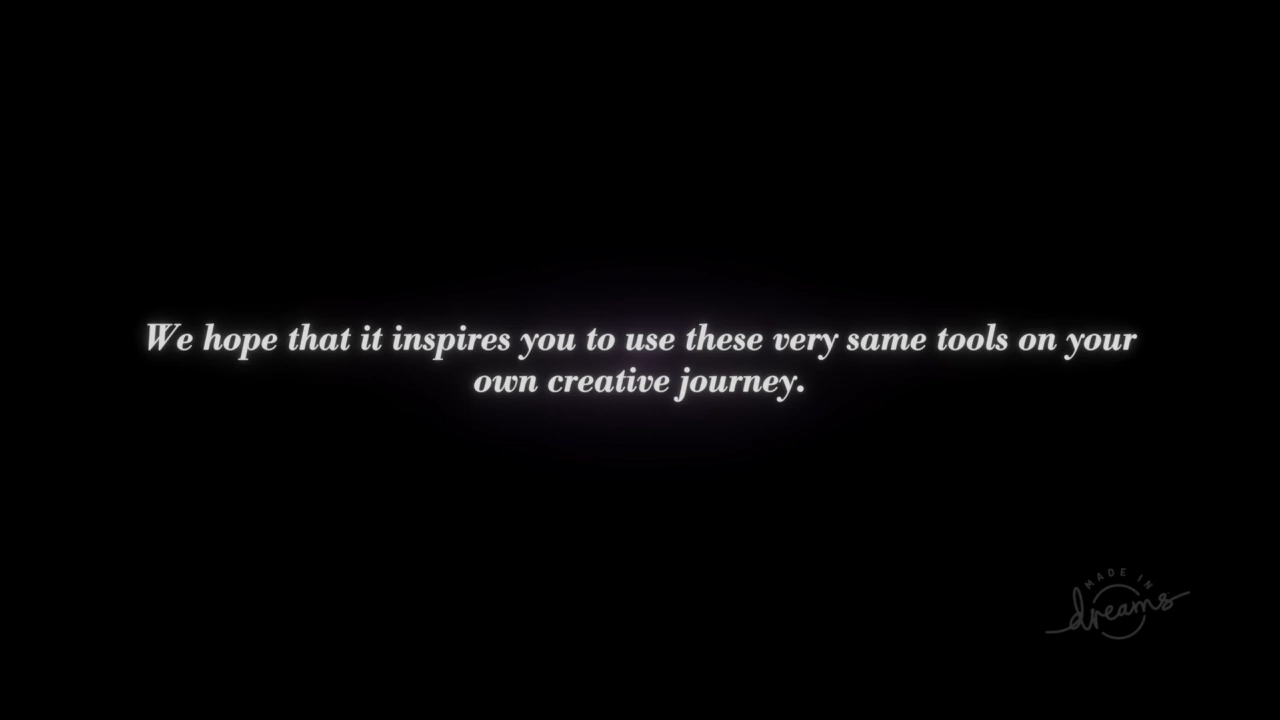 We hope that it inspires you to use these very same tools on your
own creative journey.
MADE IN
dreams